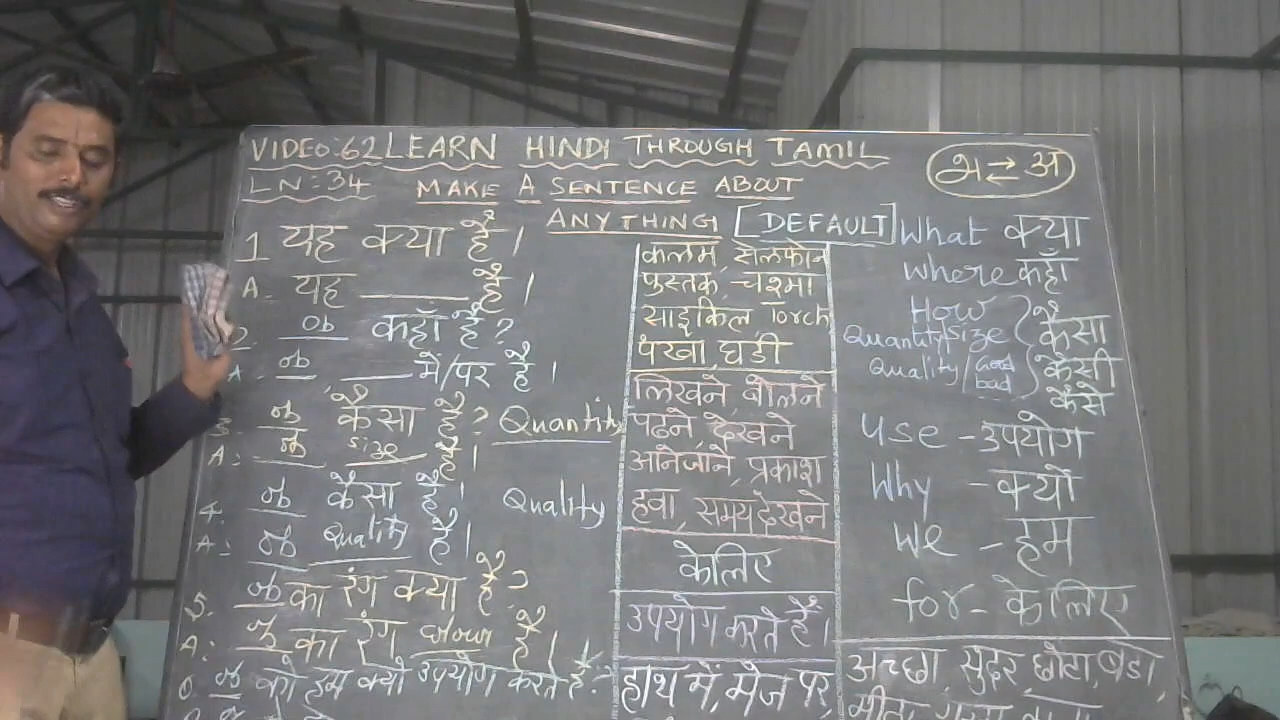 VIDEO:62 LEARN HINDI THROUGH TAMIL
LN:34 MAKE A SENTENCE ABOUT
ANYTHING [DEFAULT]
அ ⇄ अ
1 यह क्या है।
A. यह ______ है।
2. ob कहाँ है?
A. ob ____ में/पर है।
3. ob कैसा है? Quantity
A: ob size है।
4. ob कैसा है। Quality
A: ob Quality है।
5. ob का रंग क्या है?
A: ob का रंग colour है।
6. ob को हम क्यों उपयोग करते हैं?
कलम, सेलफोन
पुस्तक, चश्मा
साइकिल, Torch
पंखा, घडी
लिखने, बोलने
पढने, देखने
आनेजाने, प्रकाश
हवा, समय देखने
केलिए
उपयोग करते हैं।
हाथ में, मेज पर,
What क्या
where कहाँ
How
Quantity/size कैसा
Quality/(Good bad) कैसी
कैसे
use - उपयोग
Why - क्यों
We - हम
for - केलिए
अच्छा, सुंदर, छोटा, बडा,